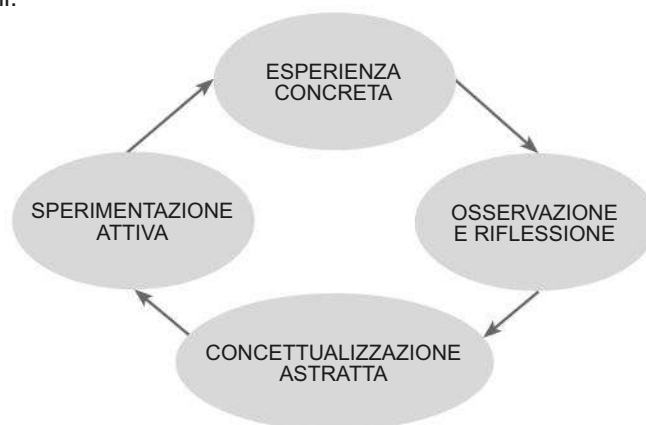 ESPERIENZA
CONCRETA
SPERIMENTAZIONE
ATTIVA
OSSERVAZIONE
E RIFLESSIONE
CONCETTUALIZZAZIONE
ASTRATTA